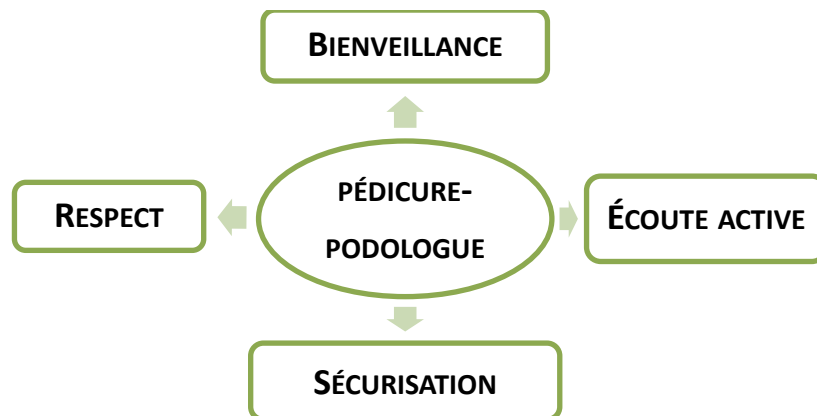 BIENVEILLANCE
RESPECT
PÉDICURE-
PODOLOGUE
ÉCOUTE ACTIVE
SÉCURISATION